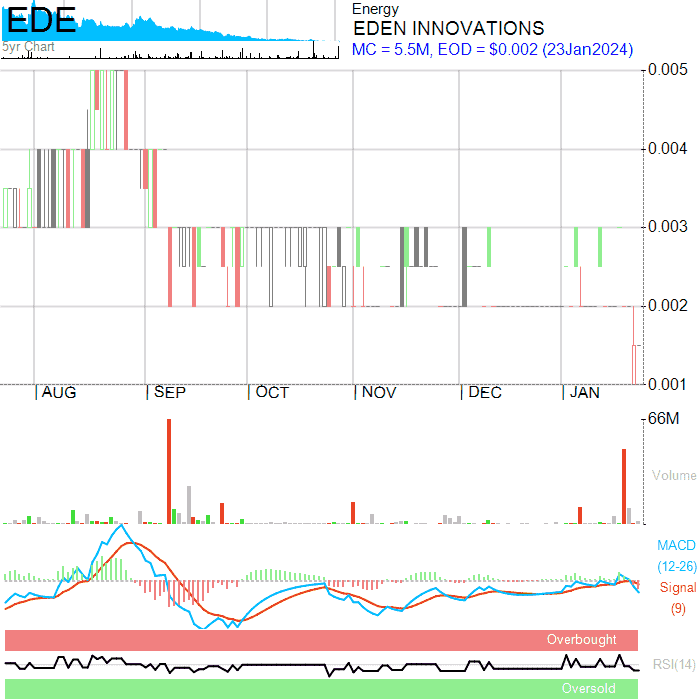 EDE
5yr Chart
Energy
EDEN INNOVATIONS
MC = 5.5M, EOD = $0.002 (23Jan2024)
0.005
0.004
0.003
0.002
0.001
AUG SEP OCT NOV DEC JAN
66M
Volume
MACD
(12-26)
Signal
(9)
Overbought
RSI(14)
Oversold